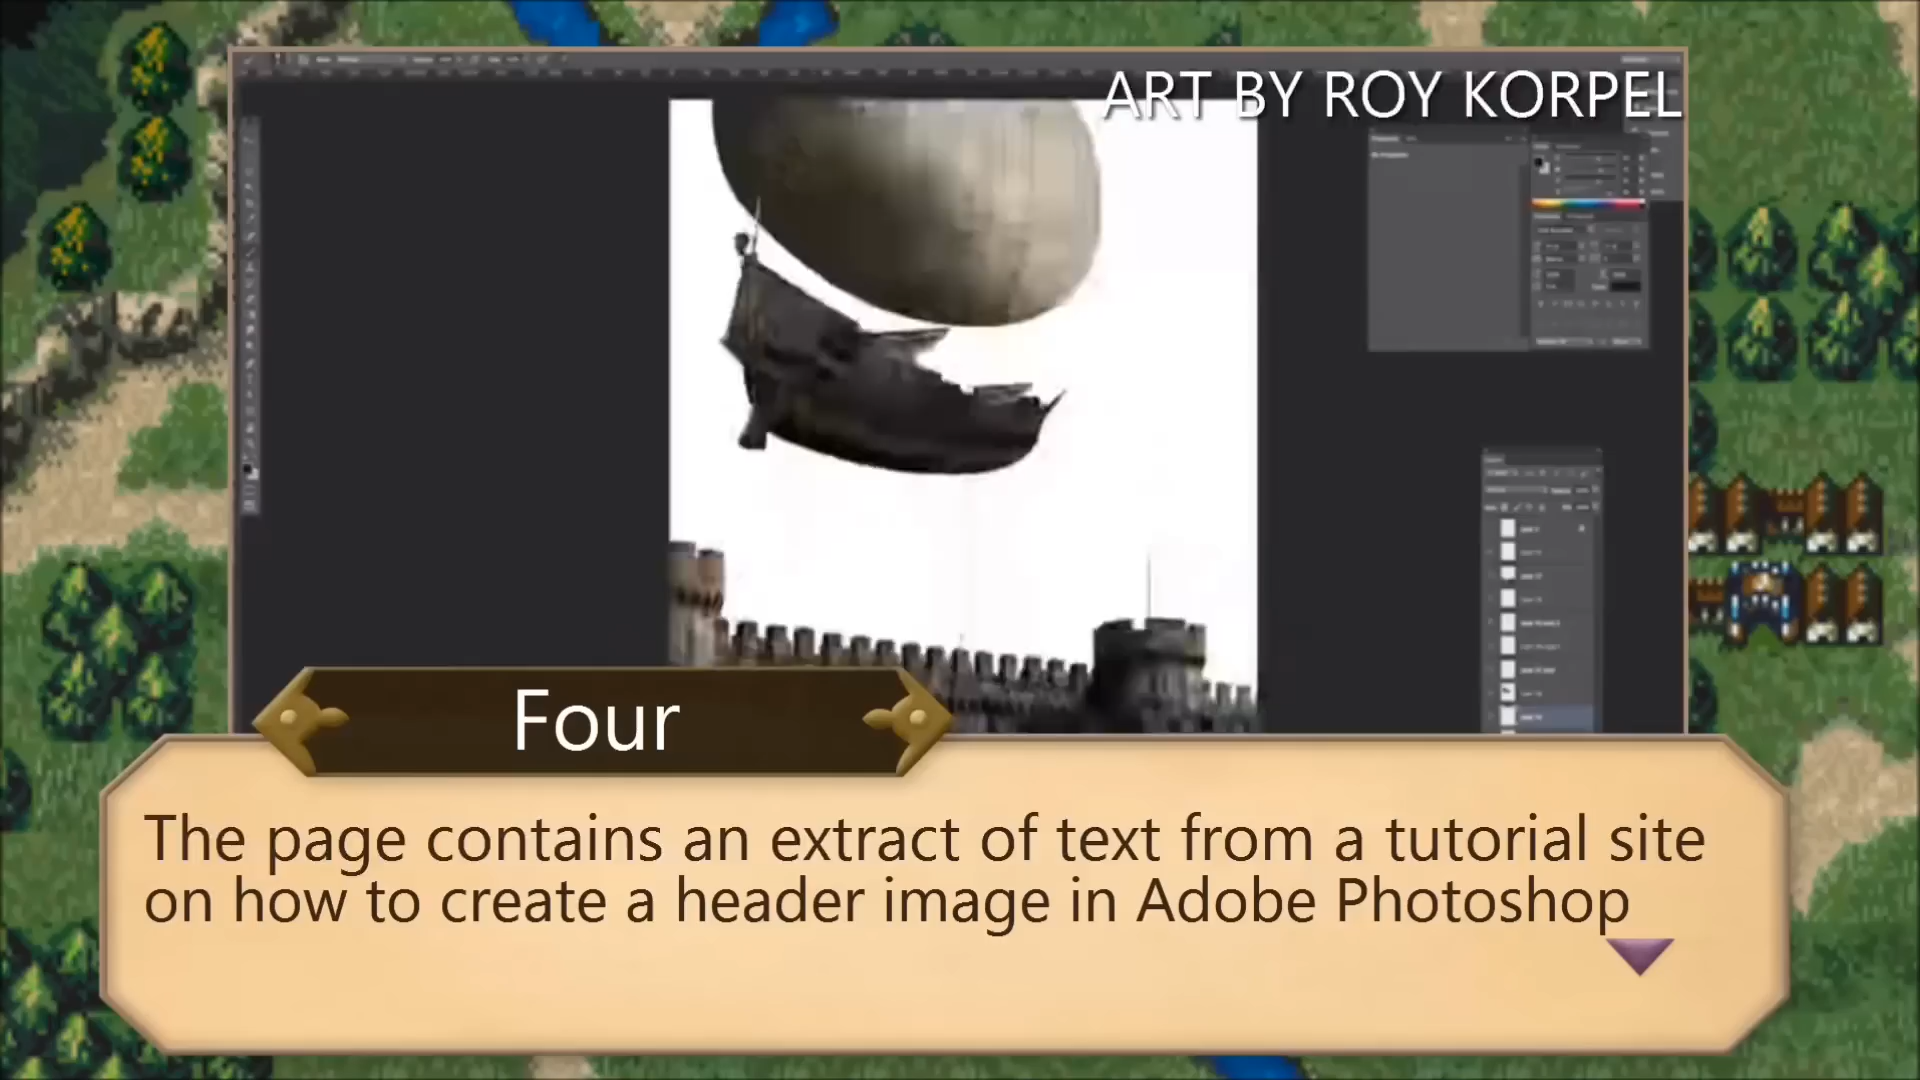 ART BY ROY KORPEL
Four
The page contains an extract of text from a tutorial site
on how to create a header image in Adobe Photoshop